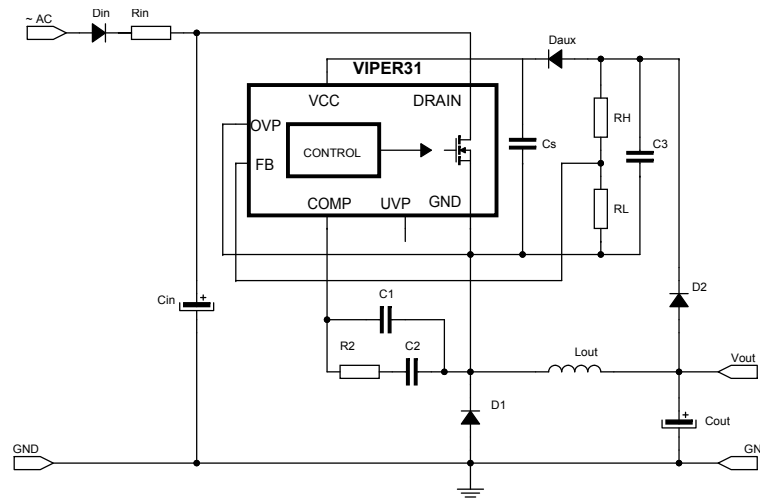 ~ AC
Din
Rin
Daux
VIPER31
VCC
DRAIN
RH
OVP
Cs
C3
CONTROL
FB
COMP
UVP
GND
RL
D2
Cin
+
C1
R2
C2
Lout
Vout
D1
+
Cout
GND
GN